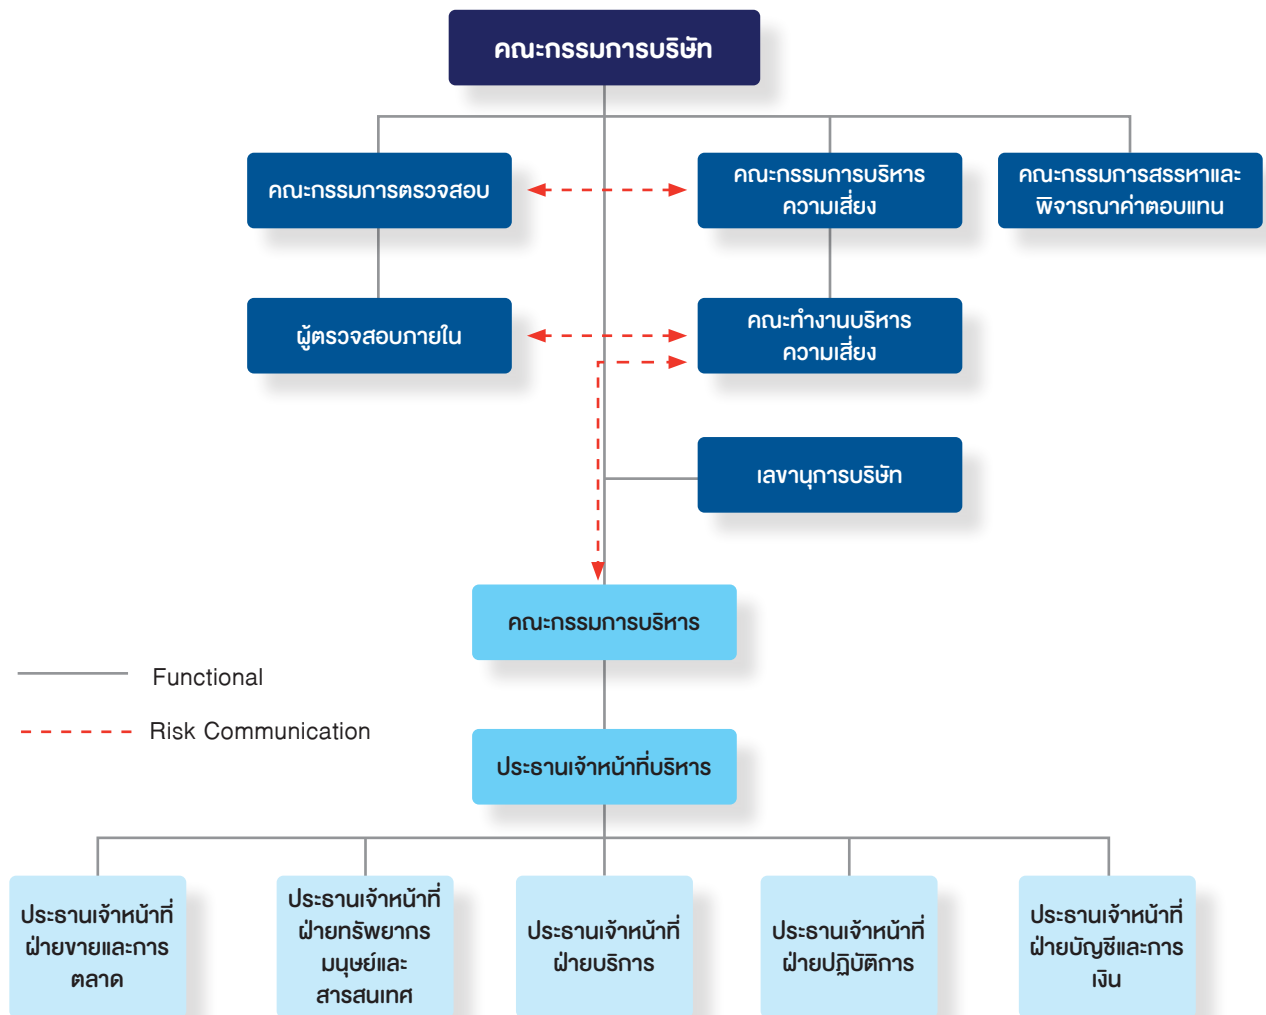 คณะกรรมการบริษัท
คณะกรรมการตรวจสอบ
คณะกรรมการบริหาร
ความเสี่ยง
คณะกรรมการสรรหาและ
พิจารณาค่าตอบแทน
ผู้ตรวจสอบภายใน
คณะทำงานบริหาร
ความเสี่ยง
เลขานุการบริษัท
คณะกรรมการบริหาร
Functional
Risk Communication
ประธานเจ้าหน้าที่บริหาร
ประธานเจ้าหน้าที่
ฝ่ายขายและการ
ตลาด
ประธานเจ้าหน้าที่
ฝ่ายทรัพยากร
มนุษย์และ
สารสนเทศ
ประธานเจ้าหน้าที่
ฝ่ายบริการ
ประธานเจ้าหน้าที่
ฝ่ายปฏิบัติการ
ประธานเจ้าหน้าที่
ฝ่ายบัญชีและการ
เงิน